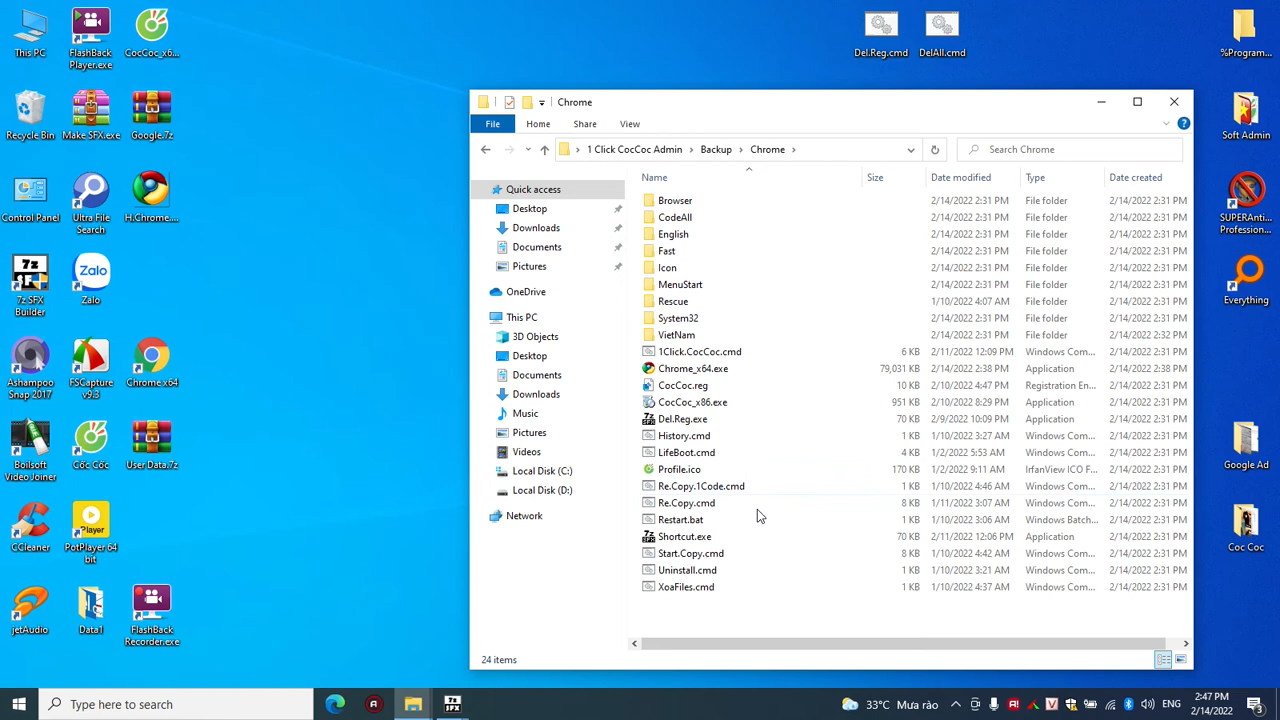 This PC
FlashBack
Player.exe
CocCoc_x6...
Recycle Bin
Make SFX.exe
Google.7z
Control Panel
Ultra File
Search
H.Chrome....
7z SFX
Builder
Zalo
Ashampoo
Snap 2017
FSCapture
v9.3
Chrome x64
Boilsoft
Video Joiner
Cốc Cốc
User Data.7z
CCleaner
PotPlayer 64
bit
jetAudio
Data1
FlashBack
Recorder.exe
Del.Reg.cmd
DelAll.cmd
%Program...
Soft Admin
SUPERAnti...
Profession...
Everything
Google Ad
Coc Coc
Chrome
File
Home
Share
View
1 Click CocCoc Admin
Backup
Chrome
Search Chrome
Name
Size
Date modified
Type
Date created
Quick access
Desktop
Downloads
Documents
Pictures
OneDrive
This PC
3D Objects
Desktop
Documents
Downloads
Music
Pictures
Videos
Local Disk (C:)
Local Disk (D:)
Network
Browser 2/14/2022 2:31 PM File folder 2/14/2022 2:31 PM
CodeAll 2/14/2022 2:31 PM File folder 2/14/2022 2:31 PM
English 2/14/2022 2:31 PM File folder 2/14/2022 2:31 PM
Fast 2/14/2022 2:31 PM File folder 2/14/2022 2:31 PM
Icon 2/14/2022 2:31 PM File folder 2/14/2022 2:31 PM
MenuStart 2/14/2022 2:31 PM File folder 2/14/2022 2:31 PM
Rescue 1/10/2022 4:07 AM File folder 2/14/2022 2:31 PM
System32 2/14/2022 2:31 PM File folder 2/14/2022 2:31 PM
VietNam 2/14/2022 2:31 PM File folder 2/14/2022 2:32 PM
1Click.CocCoc.cmd 6 KB 2/11/2022 12:09 PM Windows Com... 2/14/2022 2:31 PM
Chrome_x64.exe 79,031 KB 2/14/2022 2:38 PM Application 2/14/2022 2:31 PM
CocCoc.reg 10 KB 2/10/2022 4:47 PM Registration En... 2/14/2022 2:31 PM
CocCoc_x86.exe 951 KB 2/10/2022 8:29 PM Application 2/14/2022 2:31 PM
Del.Reg.exe 70 KB 2/9/2022 10:09 PM Application 2/14/2022 2:31 PM
History.cmd 1 KB 1/10/2022 3:27 AM Windows Com... 2/14/2022 2:31 PM
LifeBoot.cmd 4 KB 1/2/2022 5:53 AM Windows Com... 2/14/2022 2:31 PM
Profile.ico 170 KB 1/2/2022 9:11 AM IrfanView ICO F... 2/14/2022 2:31 PM
Re.Copy.1Code.cmd 1 KB 1/10/2022 4:46 AM Windows Com... 2/14/2022 2:31 PM
Re.Copy.cmd 8 KB 1/11/2022 3:07 AM Windows Com... 2/14/2022 2:31 PM
Restart.bat 1 KB 1/10/2022 3:06 AM Windows Batch... 2/14/2022 2:31 PM
Shortcut.exe 70 KB 2/11/2022 12:06 PM Application 2/14/2022 2:31 PM
Start.Copy.cmd 8 KB 1/10/2022 4:42 AM Windows Com... 2/14/2022 2:31 PM
Uninstall.cmd 1 KB 1/10/2022 3:21 AM Windows Com... 2/14/2022 2:31 PM
XoaFiles.cmd 1 KB 1/10/2022 4:37 AM Windows Com... 2/14/2022 2:31 PM
24 items
Type here to search
33°C Mưa rào
ENG
2:47 PM
2/14/2022